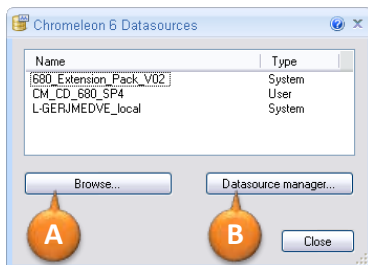 Chromeleon 6 Datasources
Name Type
680_Extension_Pack_V02 System
CM_CD_680_SP4 User
L-GERJMEDVE_local System
Browse... Datasource manager...
A B
Close